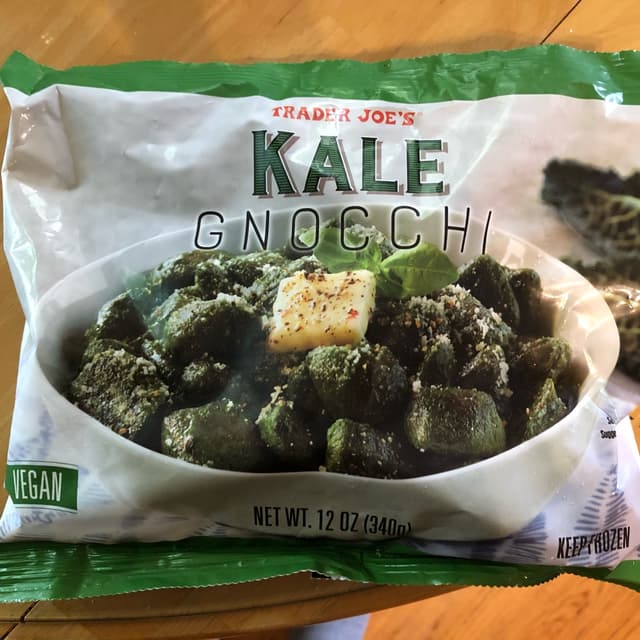 TRADER JOE'S
KALE
GNOCCHI
VEGAN
NET WT. 12 OZ (340g)
KEEP FROZEN